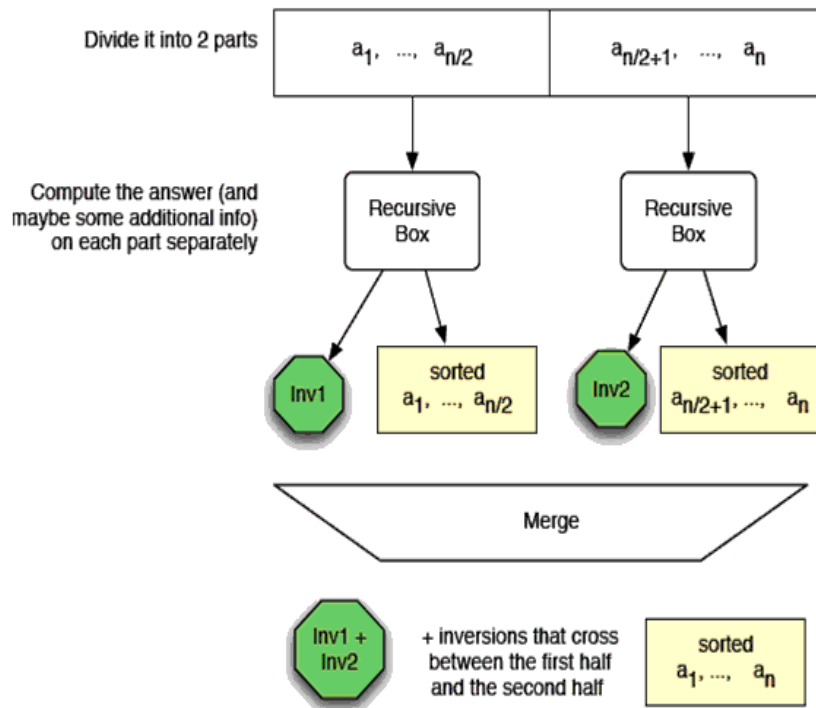 Divide it into 2 parts
a1, ..., an/2
an/2+1, ..., an
Compute the answer (and
maybe some additional info)
on each part separately
Recursive
Box
Recursive
Box
Inv1
sorted
a1, ..., an/2
Inv2
sorted
an/2+1, ..., an
Merge
Inv1 +
Inv2
+ inversions that cross
between the first half
and the second half
sorted
a1, ..., an